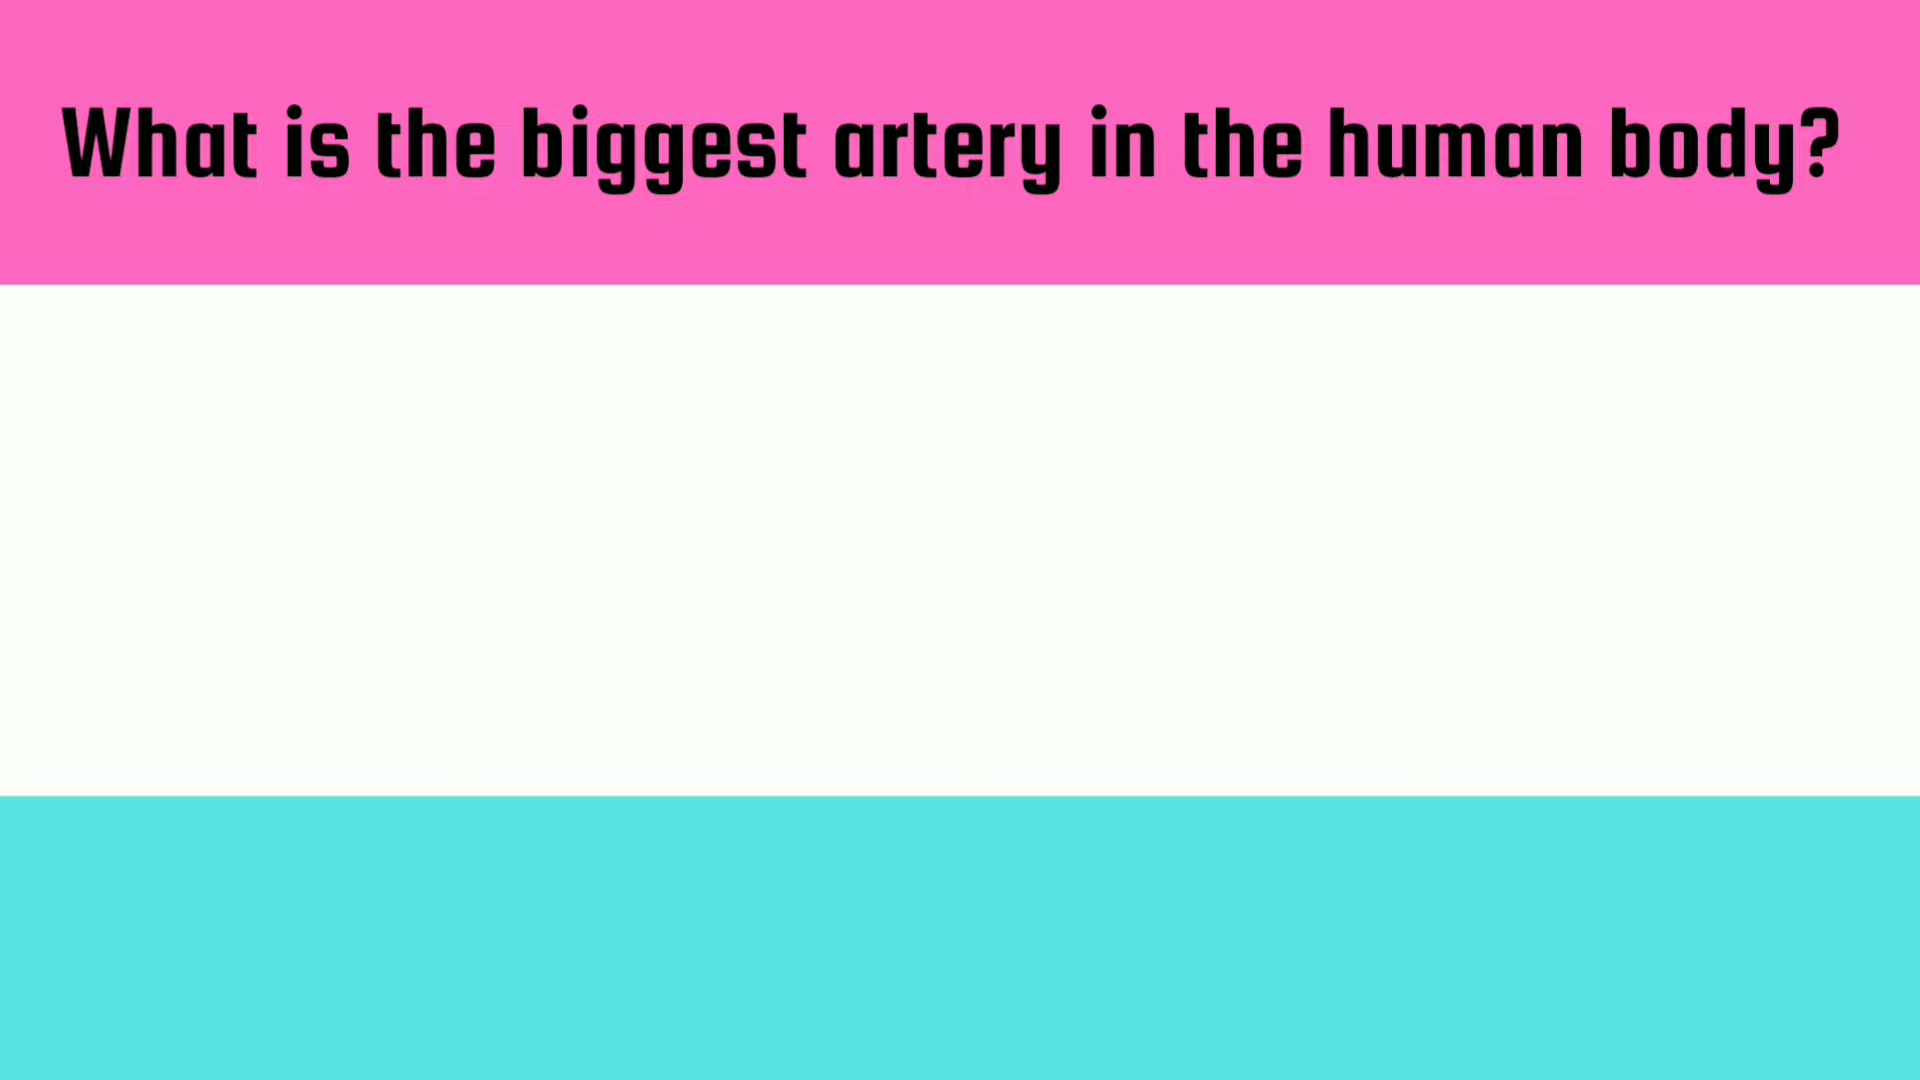 What is the biggest artery in the human body?